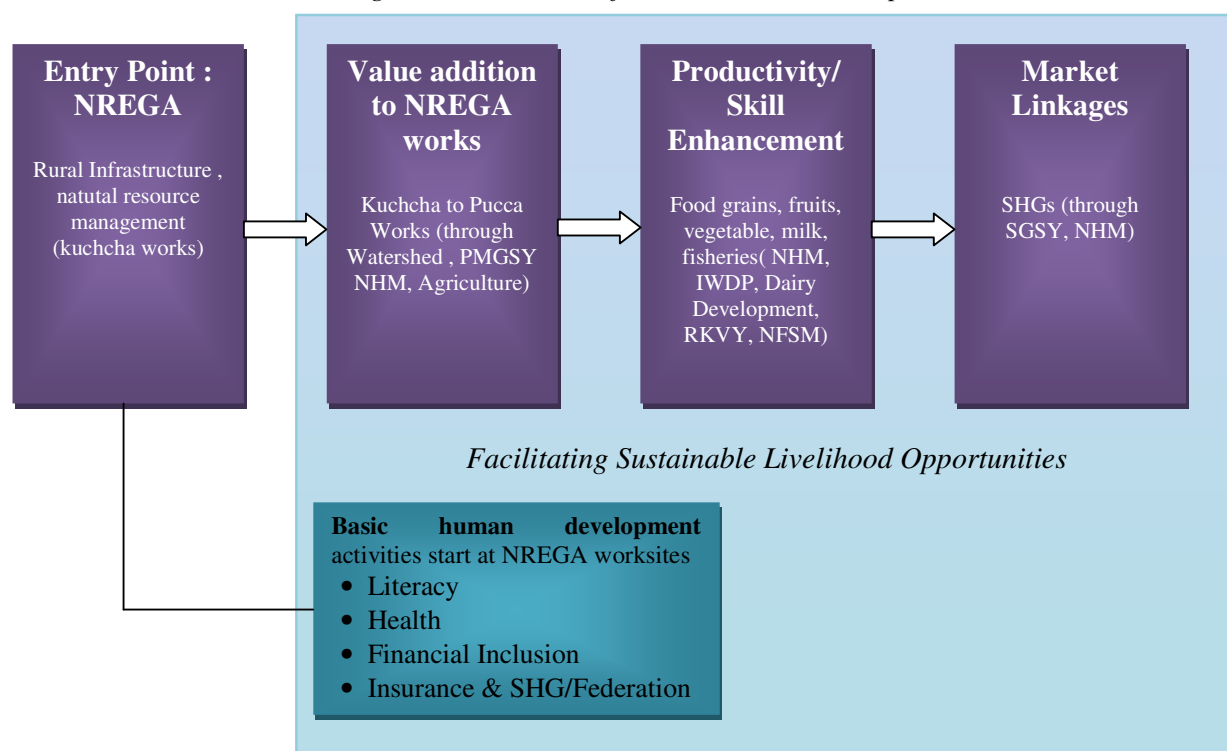 Entry Point :
NREGA
Rural Infrastructure ,
natutal resource
management
(kuchcha works)
Value addition
to NREGA
works
Kuchcha to Pucca
Works (through
Watershed , PMGSY
NHM, Agriculture)
Productivity/
Skill
Enhancement
Food grains, fruits,
vegetable, milk,
fisheries( NHM,
IWDP, Dairy
Development,
RKVY, NFSM)
Market
Linkages
SHGs (through
SGSY, NHM)
Facilitating Sustainable Livelihood Opportunities
Basic human development
activities start at NREGA worksites
• Literacy
• Health
• Financial Inclusion
• Insurance & SHG/Federation